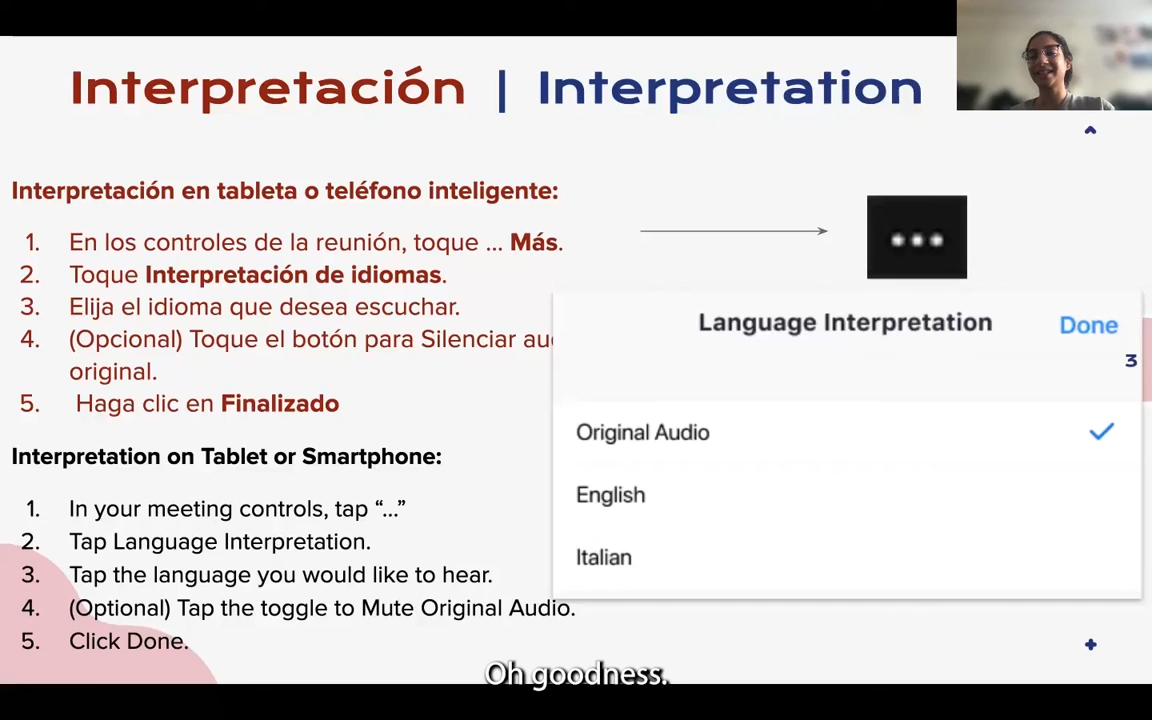 Interpretación | Interpretation
Interpretación en tableta o teléfono inteligente:
1. En los controles de la reunión, toque ... Más.
2. Toque Interpretación de idiomas.
3. Elija el idioma que desea escuchar.
4. (Opcional) Toque el botón para Silenciar
original.
5. Haga clic en Finalizado
Language Interpretation Done
3
Original Audio
English
Italian
Interpretation on Tablet or Smartphone:
1. In your meeting controls, tap “...”
2. Tap Language Interpretation.
3. Tap the language you would like to hear.
4. (Optional) Tap the toggle to Mute Original Audio.
5. Click Done.
Oh goodness.